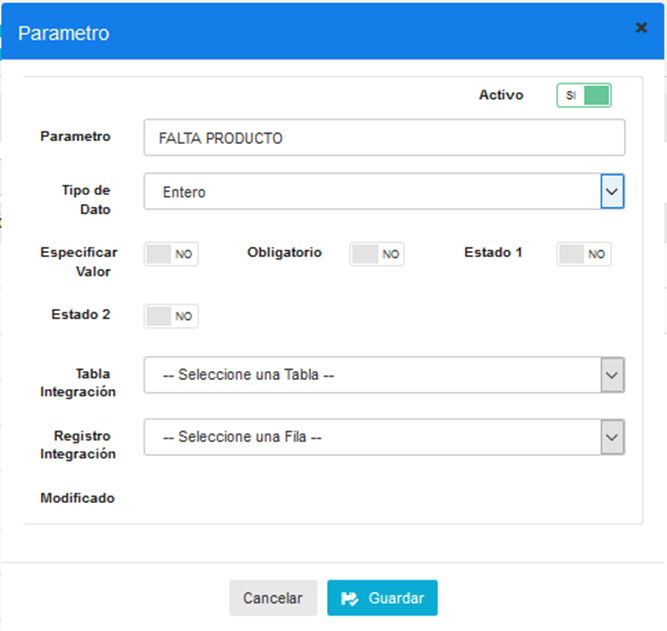 Parametro
×
Activo SI
Parametro FALTA PRODUCTO
Tipo de Dato Entero
Especificar Valor NO Obligatorio NO Estado 1 NO
Estado 2 NO
Tabla Integración -- Seleccione una Tabla --
Registro Integración -- Seleccione una Fila --
Modificado
Cancelar Guardar